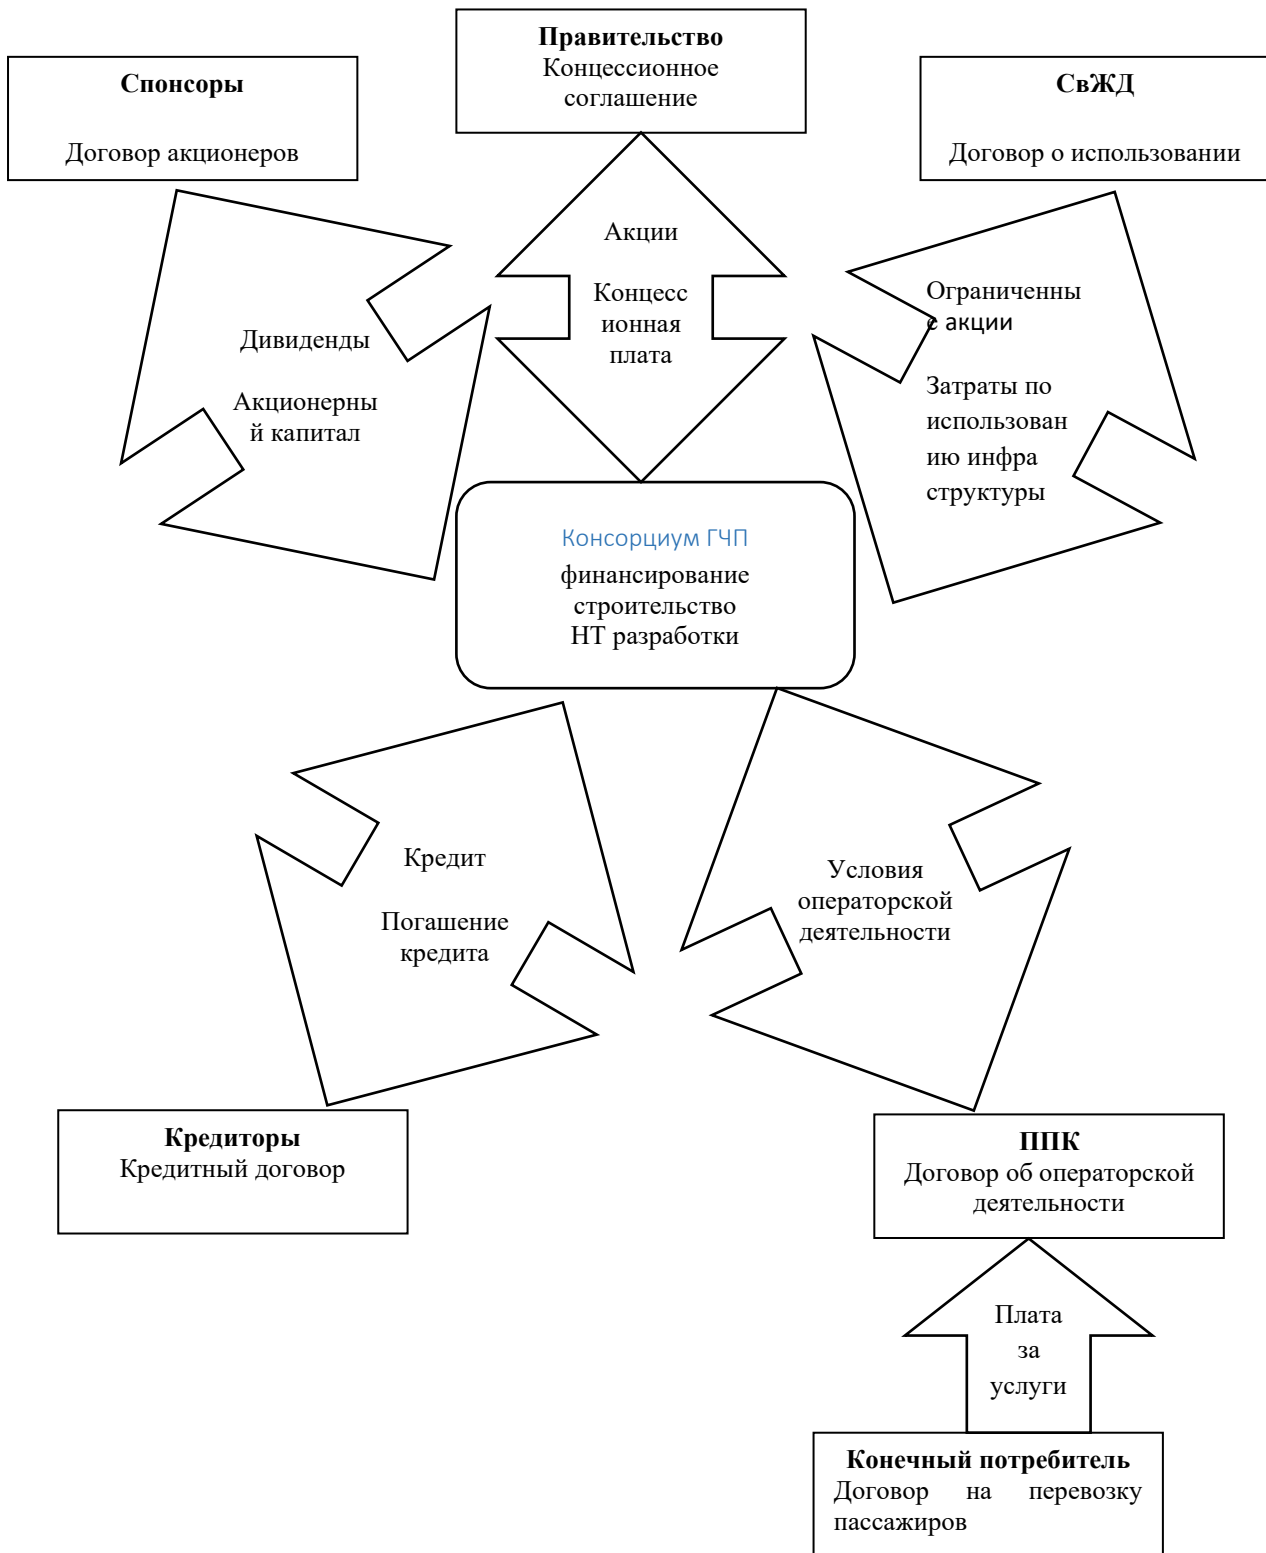 Правительство
Концессионное
соглашение
Спонсоры
Договор акционеров
СвЖД
Договор о использовании
Акции
Концесс
ионная
плата
Дивиденды
Акционерны
й капитал
Ограниченны
е акции
Затраты по
использован
ию инфра
структуры
Консорциум ГЧП
финансирование
строительство
НТ разработки
Кредит
Погашение
кредита
Условия
операторской
деятельности
Кредиторы
Кредитный договор
ППК
Договор об операторской
деятельности
Плата
за
услуги
Конечный потребитель
Договор на перевозку
пассажиров